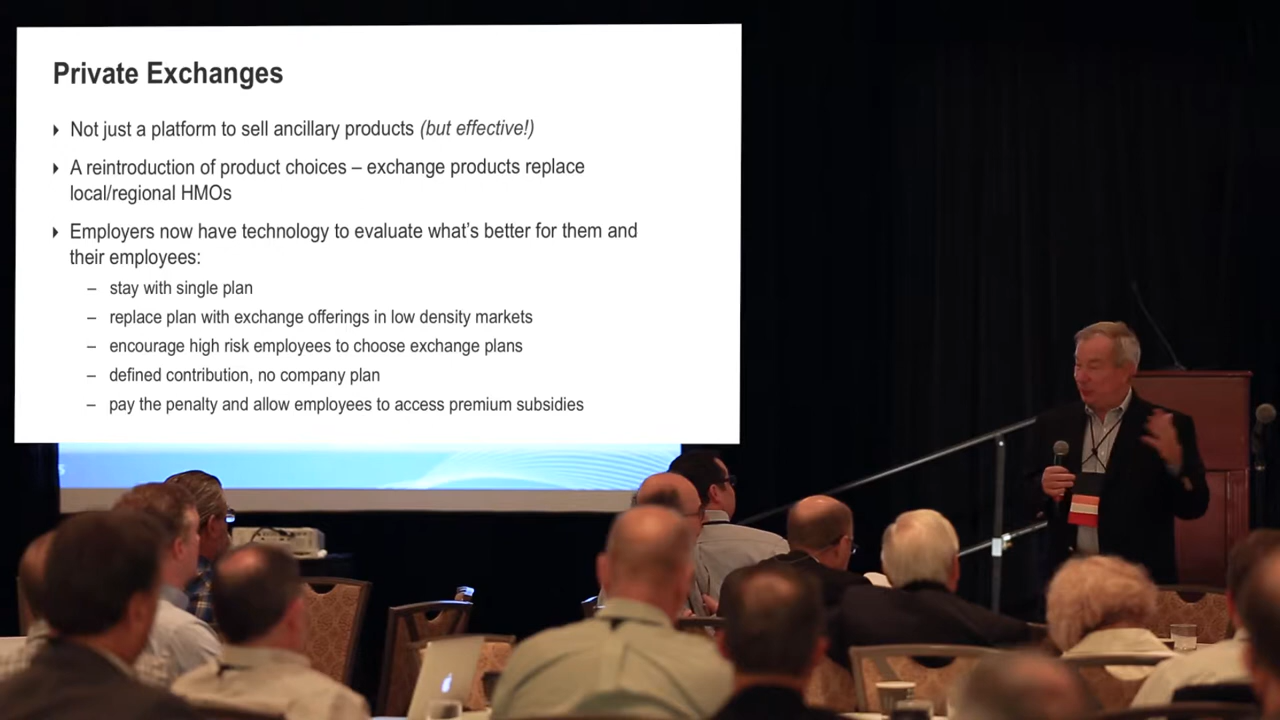 Private Exchanges
Not just a platform to sell ancillary products (but effective!)
A reintroduction of product choices – exchange products replace
local/regional HMOs
Employers now have technology to evaluate what's better for them and
their employees:
– stay with single plan
– replace plan with exchange offerings in low density markets
– encourage high risk employees to choose exchange plans
– defined contribution, no company plan
– pay the penalty and allow employees to access premium subsidies